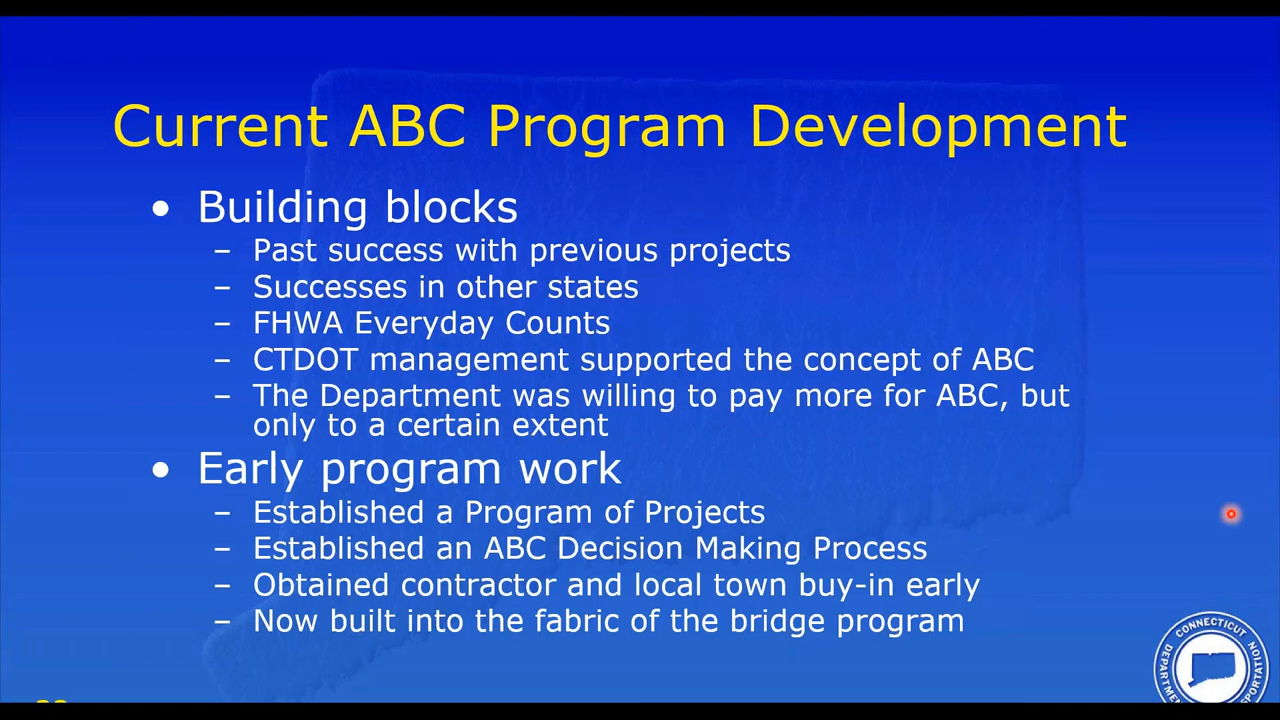 Current ABC Program Development
• Building blocks
– Past success with previous projects
– Successes in other states
– FHWA Everyday Counts
– CTDOT management supported the concept of ABC
– The Department was willing to pay more for ABC, but
only to a certain extent
• Early program work
– Established a Program of Projects
– Established an ABC Decision Making Process
– Obtained contractor and local town buy-in early
– Now built into the fabric of the bridge program
CONNECTICUT